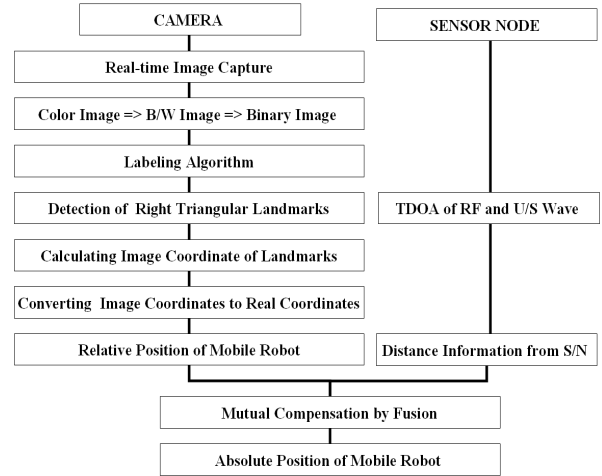 CAMERA
SENSOR NODE
Real-time Image Capture
Color Image => B/W Image => Binary Image
Labeling Algorithm
Detection of Right Triangular Landmarks
TDOA of RF and U/S Wave
Calculating Image Coordinate of Landmarks
Converting Image Coordinates to Real Coordinates
Relative Position of Mobile Robot
Distance Information from S/N
Mutual Compensation by Fusion
Absolute Position of Mobile Robot